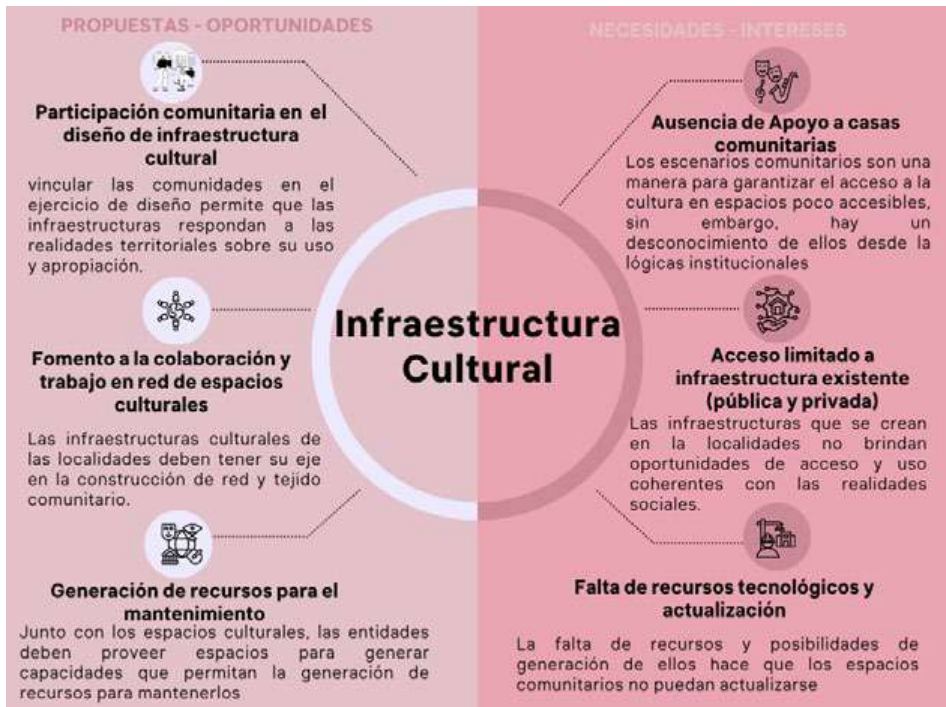 PROPUESTAS - OPORTUNIDADES
Participación comunitaria en el
diseño de infraestructura
cultural
vincular las comunidades en el
ejercicio de diseño permite que las
infraestructuras respondan a las
realidades territoriales sobre su uso
y apropiación.
Fomento a la colaboración y
trabajo en red de espacios
culturales
Las infraestructuras culturales de
las localidades deben tener su eje
en la construcción de red y tejido
comunitario.
Generación de recursos para el
mantenimiento
Junto con los espacios culturales, las entidades
deben proveer espacios para generar
capacidades que permitan la generación de
recursos para mantenerlos
Infraestructura
Cultural
NECESIDADES - INTERESES
Ausencia de Apoyo a casas
comunitarias
Los escenarios comunitarios son una
manera para garantizar el acceso a la
cultura en espacios poco accesibles,
sin embargo, hay un
desconocimiento de ellos desde la
lógicas institucionales
Acceso limitado a
infraestructura existente
(pública y privada)
Las infraestructuras que se crean
en la localidades no brindan
oportunidades de acceso y uso
coherentes con las realidades
sociales.
Falta de recursos tecnológicos y
actualización
La falta de recursos y posibilidades de
generación de ellos hace que los espacios
comunitarios no puedan actualizarse